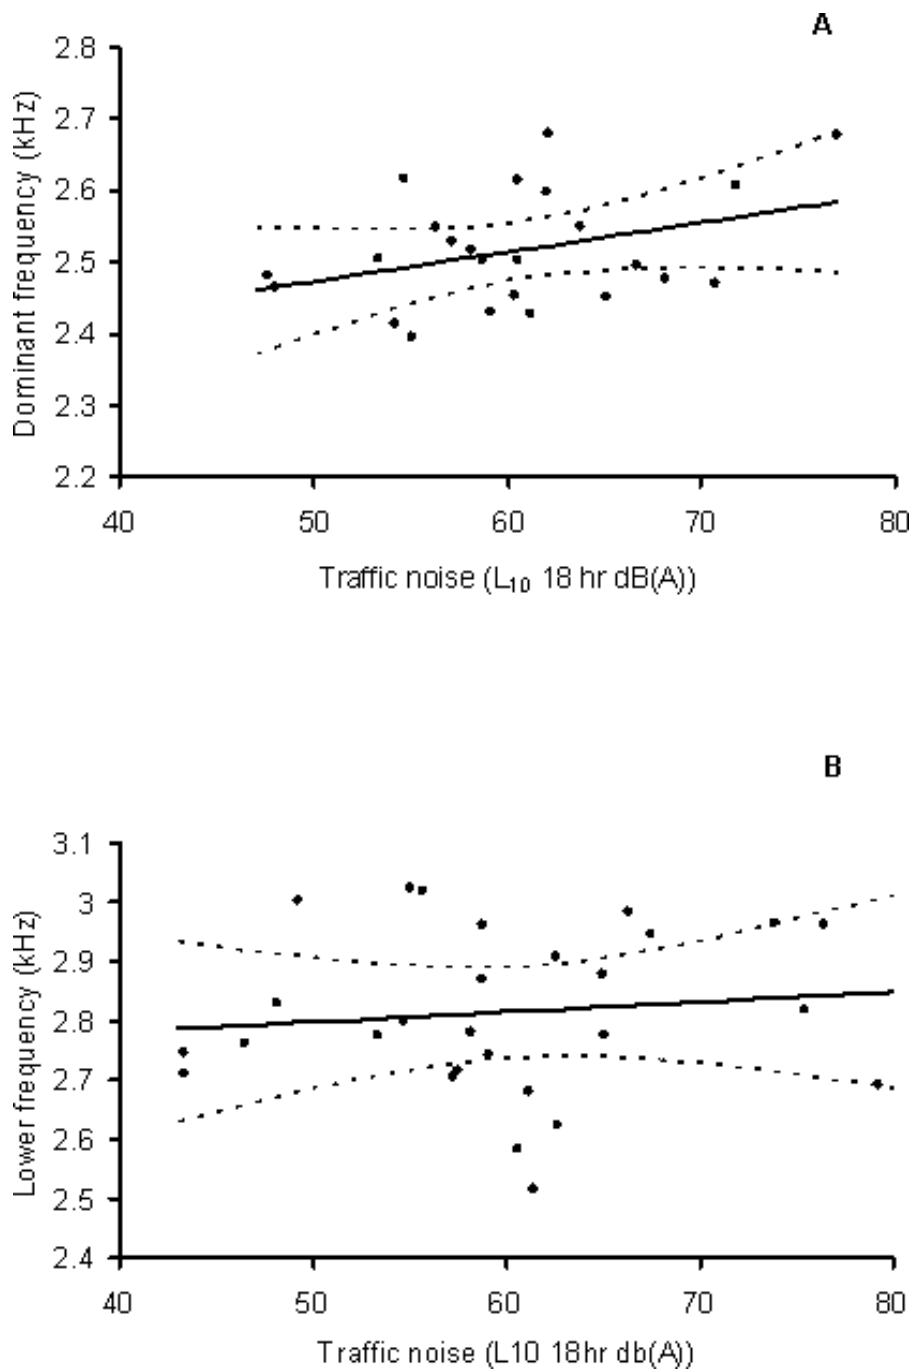 A
2.8
2.7
2.6
2.5
2.4
2.3
2.2
Dominant frequency (kHz)
40 50 60 70 80
Traffic noise (L10 18 hr dB(A))
B
3.1
3
2.9
2.8
2.7
2.6
2.5
2.4
Lower frequency (kHz)
40 50 60 70 80
Traffic noise (L10 18hr db(A))